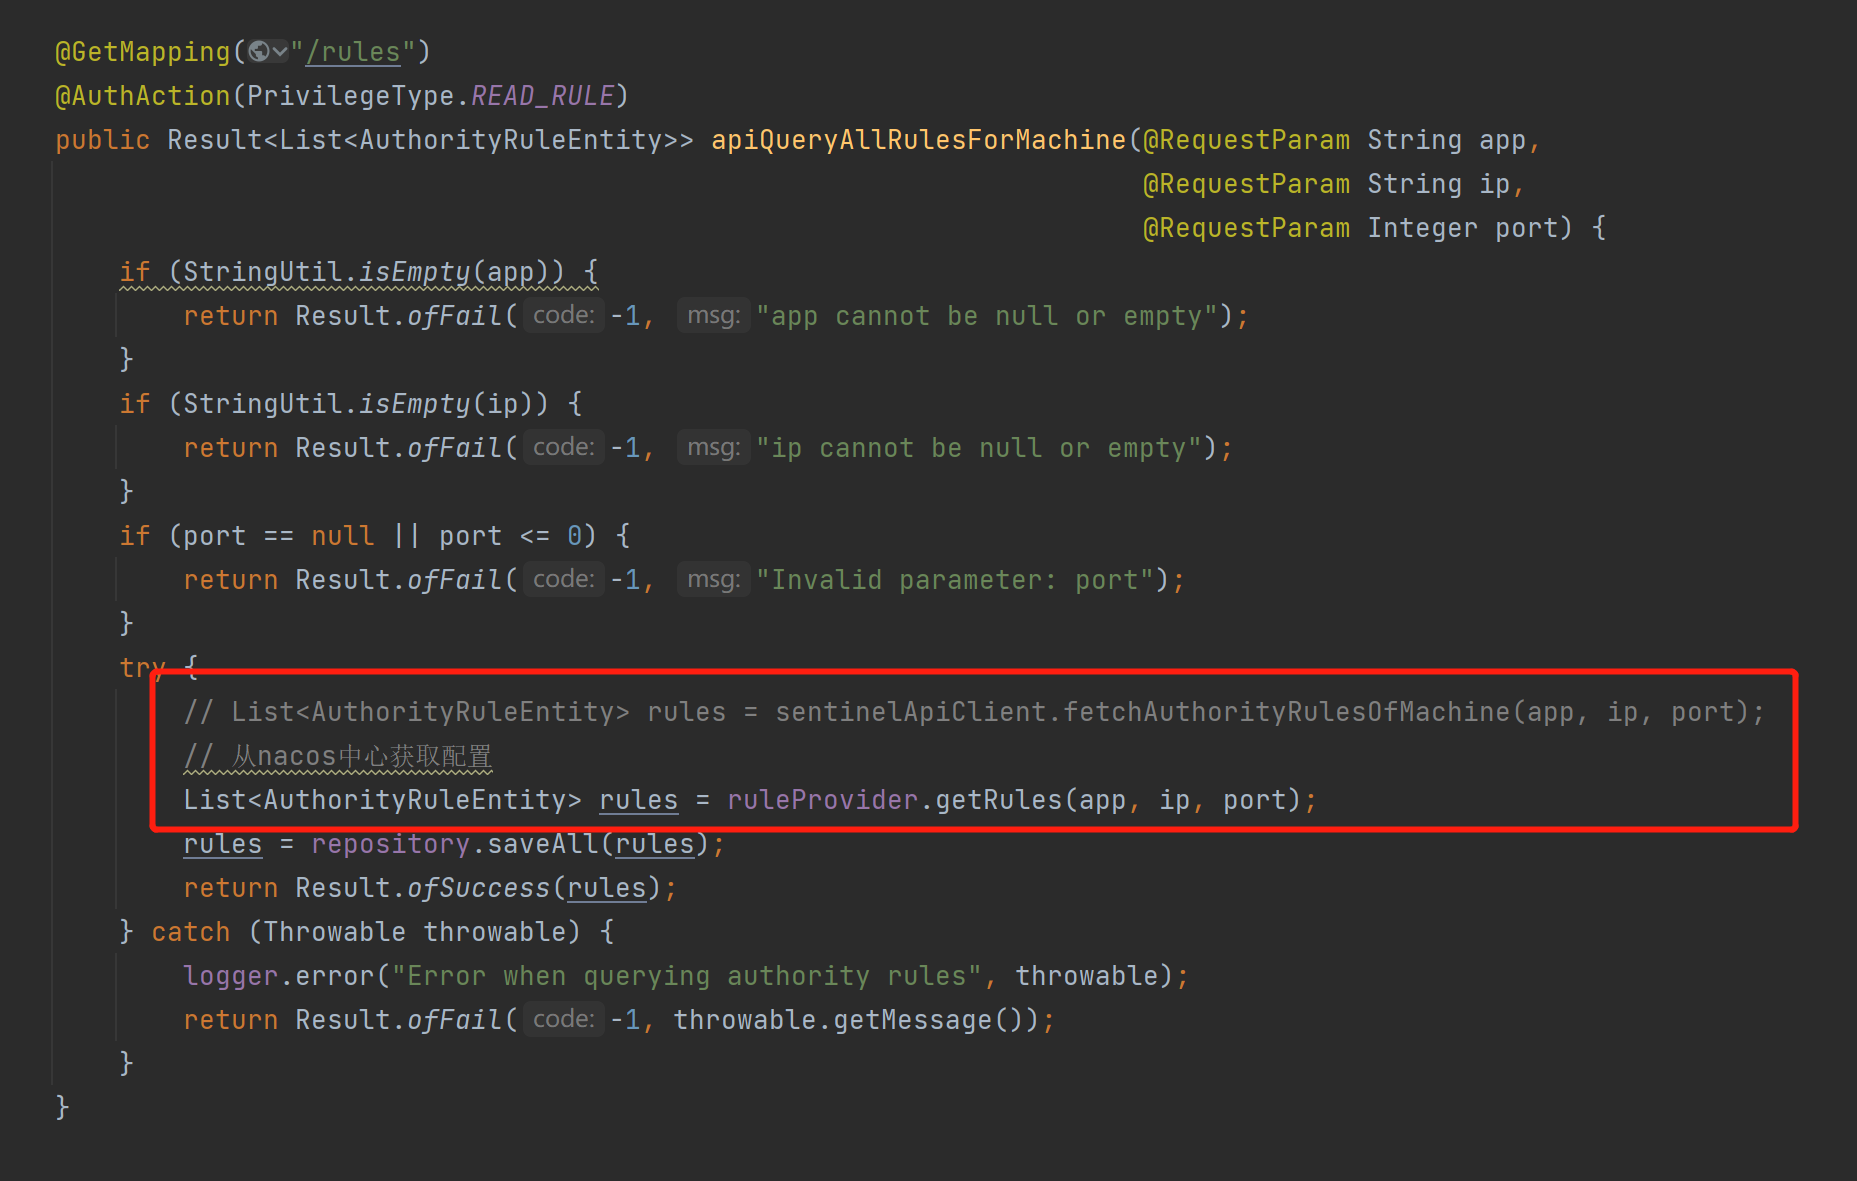 @GetMapping("/rules")
@AuthAction(PrivilegeType.READ_RULE)
public Result<List<AuthorityRuleEntity>> apiQueryAllRulesForMachine(@RequestParam String app,
@RequestParam String ip,
@RequestParam Integer port) {
if (StringUtil.isEmpty(app)) {
return Result.ofFail( code: -1, msg: "app cannot be null or empty");
}
if (StringUtil.isEmpty(ip)) {
return Result.ofFail( code: -1, msg: "ip cannot be null or empty");
}
if (port == null || port <= 0) {
return Result.ofFail( code: -1, msg: "Invalid parameter: port");
}
try {
// List<AuthorityRuleEntity> rules = sentinelApiClient.fetchAuthorityRulesOfMachine(app, ip, port);
// 从nacos中心获取配置
List<AuthorityRuleEntity> rules = ruleProvider.getRules(app, ip, port);
rules = repository.saveAll(rules);
return Result.ofSuccess(rules);
} catch (Throwable throwable) {
logger.error("Error when querying authority rules", throwable);
return Result.ofFail( code: -1, throwable.getMessage());
}
}